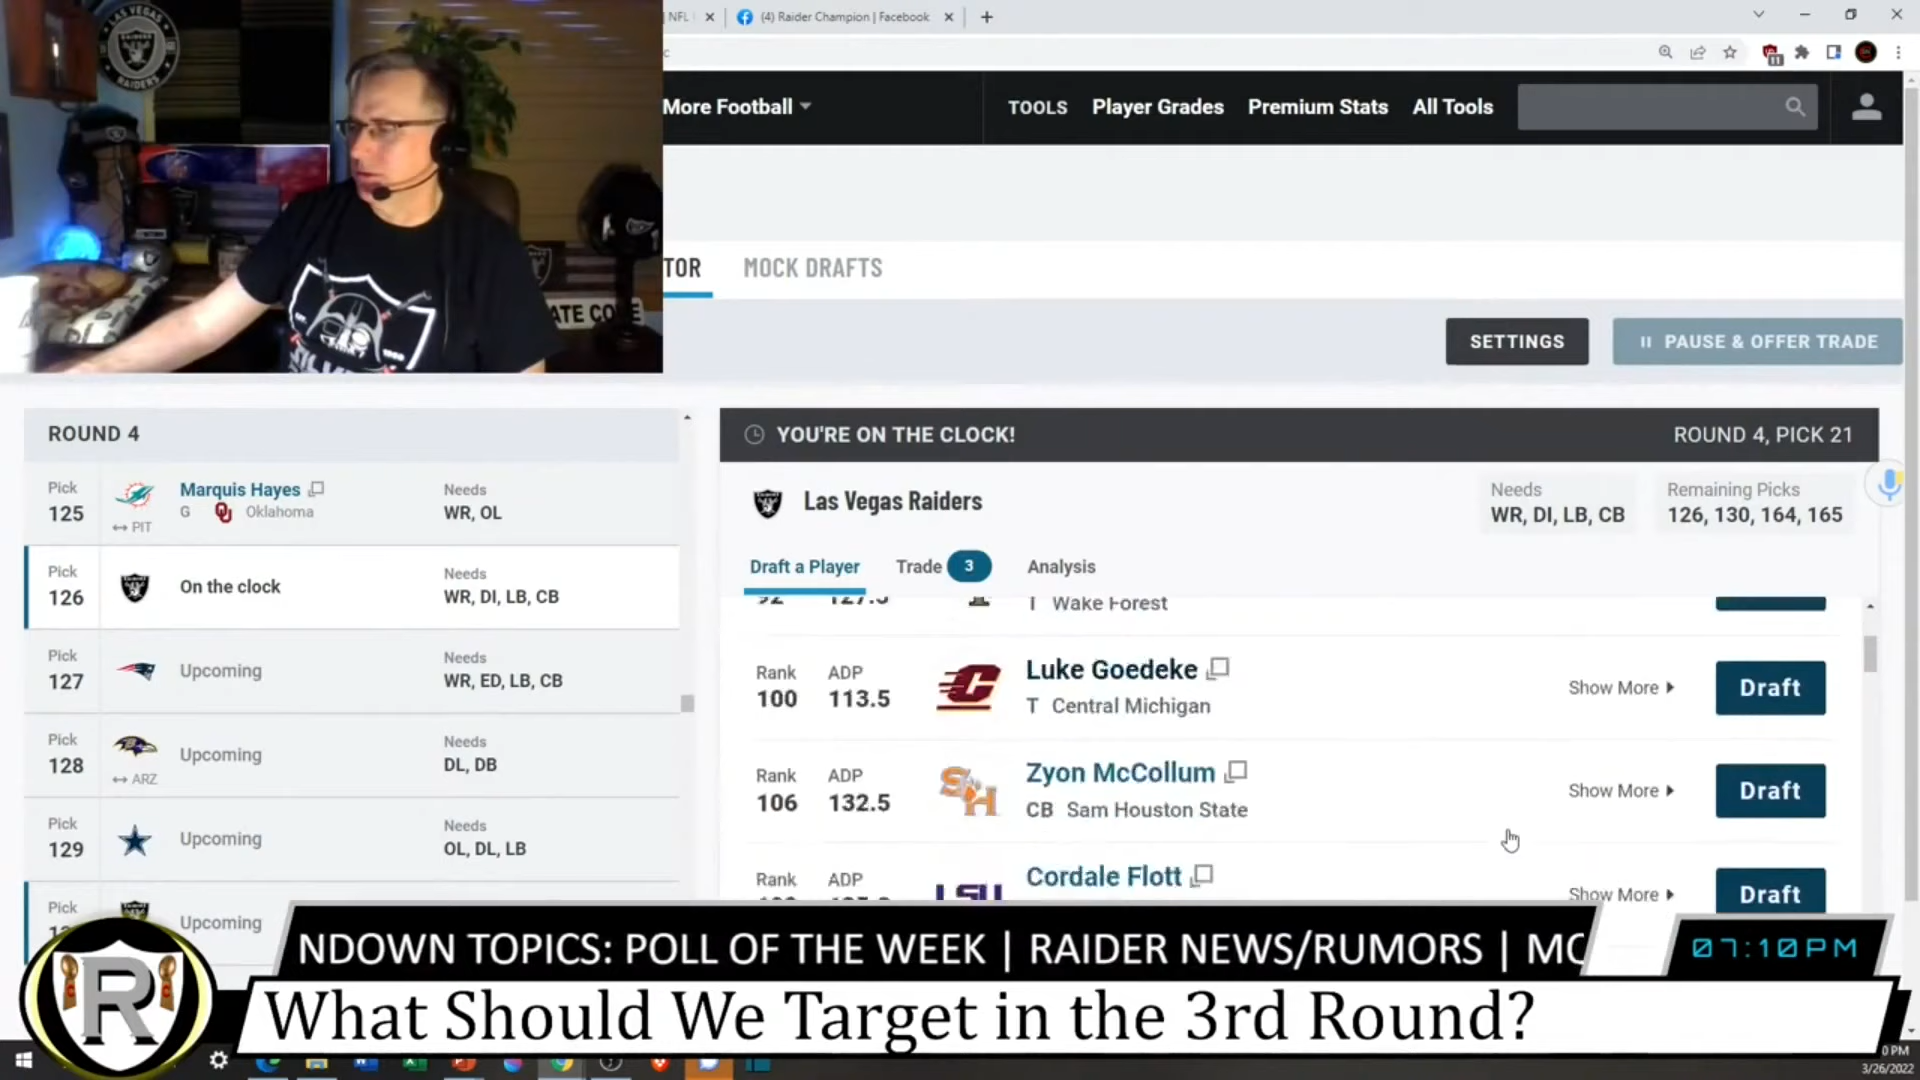 NFL
(4) Raider Champion | Facebook
More Football
TOOLS Player Grades Premium Stats All Tools
TOR
MOCK DRAFTS
SETTINGS
PAUSE & OFFER TRADE
LAS VEGAS
RAIDERS
ROUND 4
YOU'RE ON THE CLOCK!
ROUND 4, PICK 21
Las Vegas Raiders
Needs
WR, DI, LB, CB
Remaining Picks
126, 130, 164, 165
Draft a Player
Trade 3
Analysis
Pick
125
PIT
Marquis Hayes
G Oklahoma
Needs
WR, OL
Pick
126
On the clock
Needs
WR, DI, LB, CB
Pick
127
Upcoming
Needs
WR, ED, LB, CB
Pick
128
ARZ
Upcoming
Needs
DL, DB
Pick
129
Upcoming
Needs
OL, DL, LB
Pick
Upcoming
T Wake Forest
Rank
100
ADP
113.5
Luke Goedeke
T Central Michigan
Show More
Draft
Rank
106
ADP
132.5
Zyon McCollum
CB Sam Houston State
Show More
Draft
Rank
ADP
LSU
Cordale Flott
Show More
Draft
NDOWN TOPICS: POLL OF THE WEEK | RAIDER NEWS/RUMORS | MO
07:10PM
R
What Should We Target in the 3rd Round?
0 PM
3/26/2022